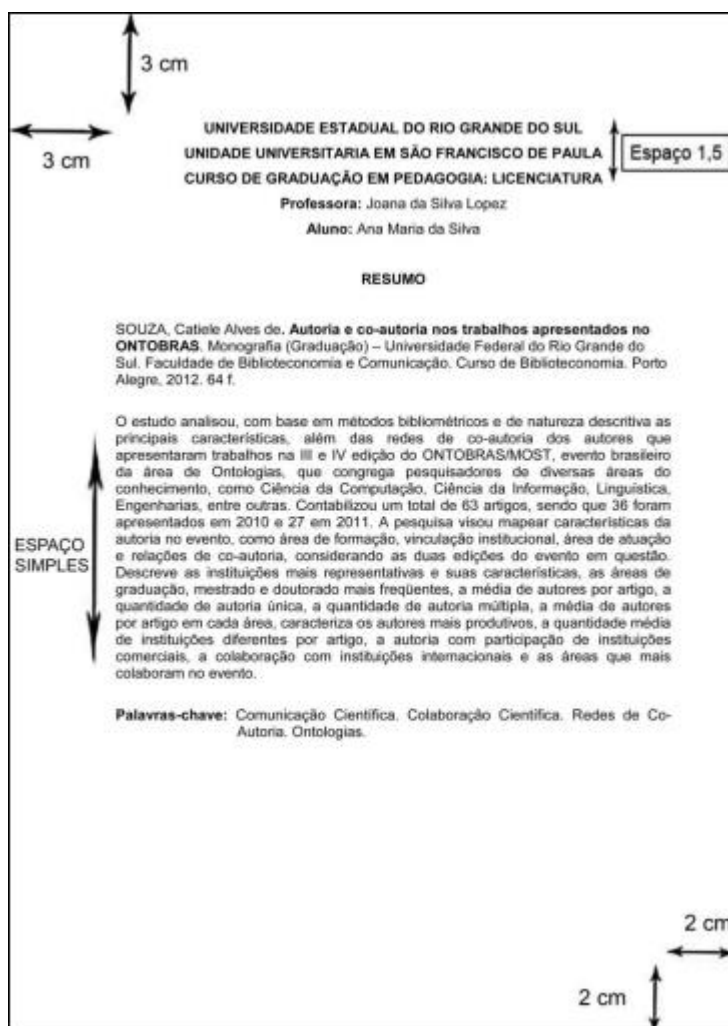 3 cm
3 cm
UNIVERSIDADE ESTADUAL DO RIO GRANDE DO SUL
UNIDADE UNIVERSITARIA EM SÃO FRANCISCO DE PAULA
CURSO DE GRADUAÇÃO EM PEDAGOGIA: LICENCIATURA
Espaço 1,5
Professora: Joana da Silva Lopez
Aluno: Ana Maria da Silva
RESUMO
SOUZA, Catiele Alves de. Autoria e co-autoria nos trabalhos apresentados no
ONTOBRAS. Monografia (Graduação) – Universidade Federal do Rio Grande do
Sul. Faculdade de Biblioteconomia e Comunicação. Curso de Biblioteconomia. Porto
Alegre, 2012. 64 f.
O estudo analisou, com base em métodos bibliométricos e de natureza descritiva as
principais características, além das redes de co-autoria dos autores que
apresentaram trabalhos na III e IV edição do ONTOBRAS/MOST, evento brasileiro
da área de Ontologias, que congrega pesquisadores de diversas áreas do
conhecimento, como Ciência da Computação, Ciência da Informação, Linguística,
Engenharias, entre outras. Contabilizou um total de 63 artigos, sendo que 36 foram
apresentados em 2010 e 27 em 2011. A pesquisa visou mapear características da
autoria no evento, como área de formação, vinculação institucional, área de atuação
e relações de co-autoria, considerando as duas edições do evento em questão.
Descreve as instituições mais representativas e suas características, as áreas de
graduação, mestrado e doutorado mais freqüentes, a média de autores por artigo, a
quantidade de autoria única, a quantidade de autoria múltipla, a média de autores
por artigo em cada área, caracteriza os autores mais produtivos, a quantidade média
de instituições diferentes por artigo, a autoria com participação de instituições
comerciais, a colaboração com instituições internacionais e as áreas que mais
colaboram no evento.
ESPAÇO
SIMPLES
Palavras-chave: Comunicação Científica. Colaboração Científica. Redes de Co-
Autoria. Ontologias.
2 cm
2 cm